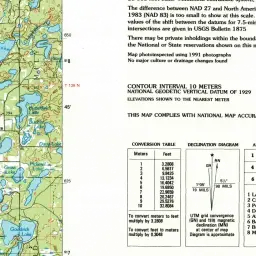 The difference between NAD 27 and North Ame
1983 (NAD 83) is too small to show at this scale.
values of the shift between the datums for 7.5-min
intersections are given in USGS Bulletin 1875
There may be private inholdings within the bounda
the National or State reservations shown on this m
Map photoinspected using 1991 photographs
No major culture or drainage changes found
CONTOUR INTERVAL 10 METERS
NATIONAL GEODETIC VERTICAL DATUM OF 1929
ELEVATIONS SHOWN TO THE NEAREST METER
THIS MAP COMPLIES WITH NATIONAL MAP ACCURA
CONVERSION TABLE
Meters Feet
1 3.2808
2 6.5617
3 9.8425
4 13.1234
5 16.4042
6 19.6850
7 22.9659
8 26.2467
9 29.5276
10 32.8084
To convert meters to feet
multiply by 3.2808
To convert feet to meters
multiply by 0.3048
DECLINATION DIAGRAM
MN
GN
UTM grid convergence
(GN) and 1991 magnetic
declination (MN) at
center of map
Diagram is approximate